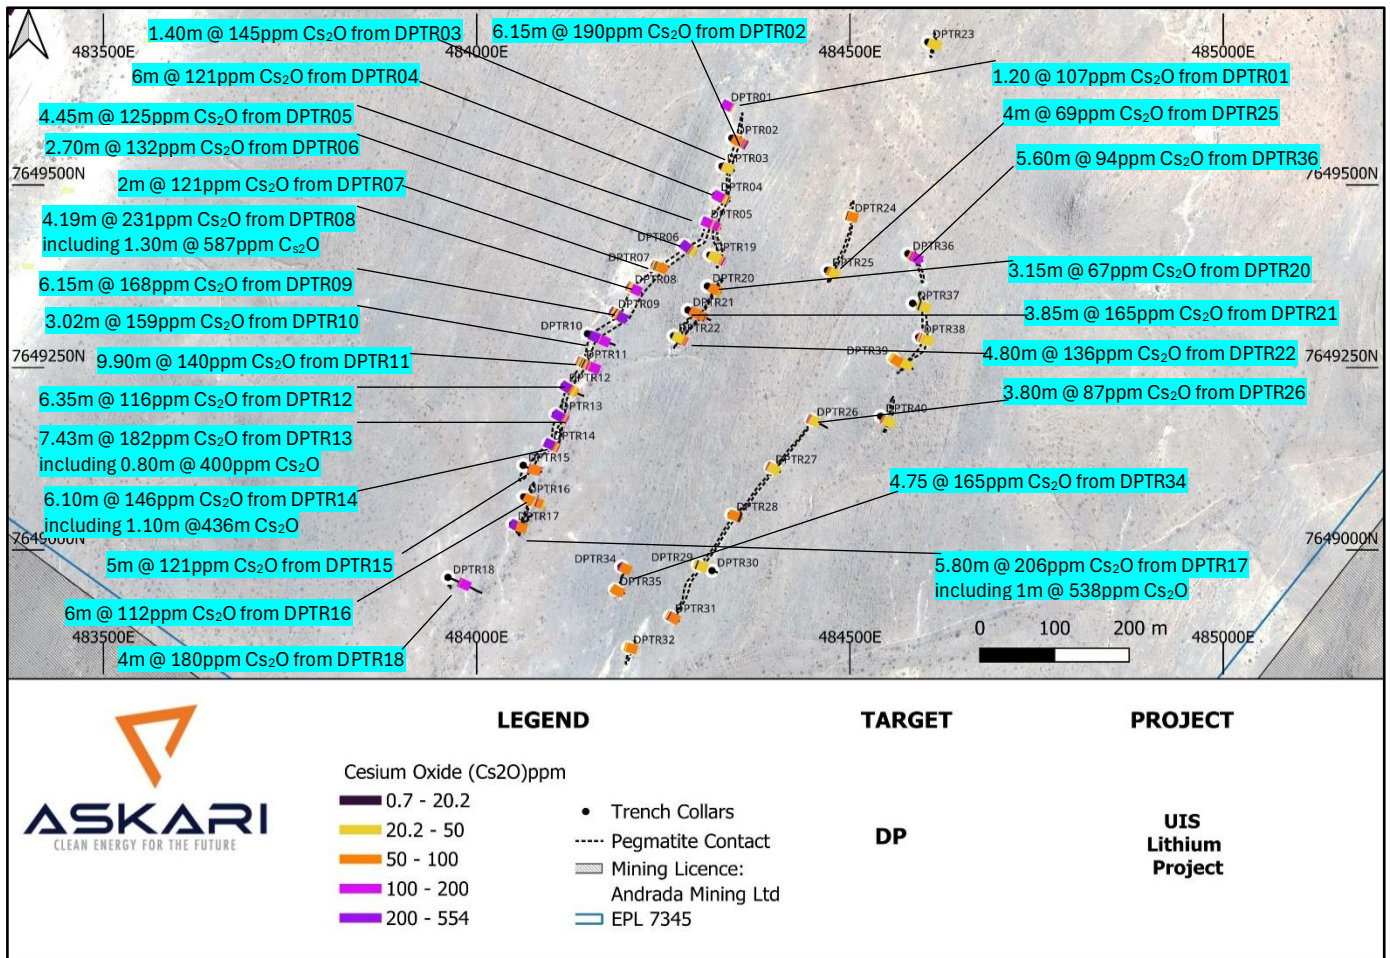 1.40m @ 145ppm Cs₂O from DPTR03
6.15m @ 190ppm Cs₂O from DPTR02
483500E
484000E
484500E
485000E
DPTR23
6m @ 121ppm Cs₂O from DPTR04
1.20 @ 107ppm Cs₂O from DPTR01
4.45m @ 125ppm Cs₂O from DPTR05
4m @ 69ppm Cs₂O from DPTR25
2.70m @ 132ppm Cs₂O from DPTR06
5.60m @ 94ppm Cs₂O from DPTR36
7649500N
7649500N
2m @ 121ppm Cs₂O from DPTR07
4.19m @ 231ppm Cs₂O from DPTR08
including 1.30m @ 587ppm Cs₂O
6.15m @ 168ppm Cs₂O from DPTR09
3.15m @ 67ppm Cs₂O from DPTR20
3.02m @ 159ppm Cs₂O from DPTR10
3.85m @ 165ppm Cs₂O from DPTR21
9.90m @ 140ppm Cs₂O from DPTR11
4.80m @ 136ppm Cs₂O from DPTR22
7649250N
7649250N
6.35m @ 116ppm Cs₂O from DPTR12
3.80m @ 87ppm Cs₂O from DPTR26
7.43m @ 182ppm Cs₂O from DPTR13
including 0.80m @ 400ppm Cs₂O
4.75 @ 165ppm Cs₂O from DPTR34
6.10m @ 146ppm Cs₂O from DPTR14
including 1.10m @436m Cs₂O
7649000N
7649000N
5m @ 121ppm Cs₂O from DPTR15
5.80m @ 206ppm Cs₂O from DPTR17
including 1m @ 538ppm Cs₂O
6m @ 112ppm Cs₂O from DPTR16
4m @ 180ppm Cs₂O from DPTR18
DPTR01
DPTR02
DPTR03
DPTR04
DPTR05
DPTR06
DPTR07
DPTR08
DPTR09
DPTR10
DPTR11
DPTR12
DPTR13
DPTR14
DPTR15
DPTR16
DPTR17
DPTR18
DPTR19
DPTR20
DPTR21
DPTR22
DPTR24
DPTR25
DPTR26
DPTR27
DPTR28
DPTR29
DPTR30
DPTR31
DPTR32
DPTR34
DPTR35
DPTR36
DPTR37
DPTR38
DPTR39
DPTR40
483500E
484000E
484500E
485000E
0 100 200 m
ASKARI
CLEAN ENERGY FOR THE FUTURE
LEGEND
Cesium Oxide (Cs2O)ppm
0.7 - 20.2
20.2 - 50
50 - 100
100 - 200
200 - 554
Trench Collars
Pegmatite Contact
Mining Licence:
Andrada Mining Ltd
EPL 7345
TARGET
DP
PROJECT
UIS
Lithium
Project